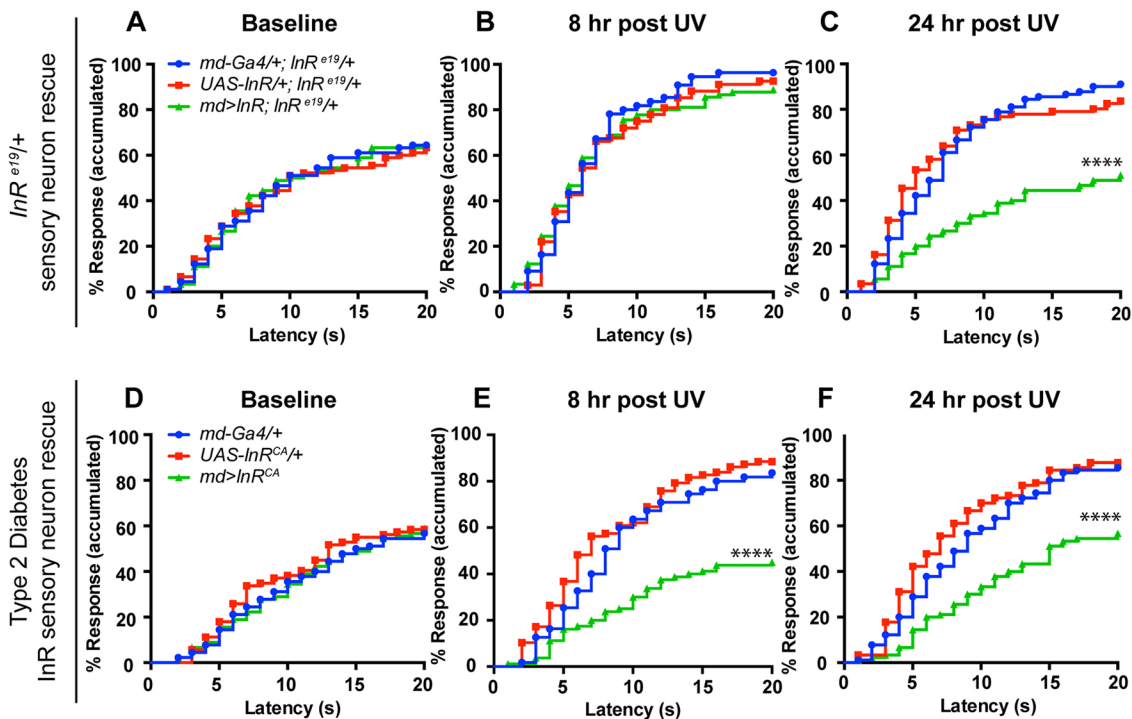 A Baseline
B 8 hr post UV
C 24 hr post UV
InR e19/+
sensory neuron rescue
% Response (accumulated)
100
80
60
40
20
0
md-Ga4/+; InR e19/+
UAS-InR/+; InR e19/+
md>InR; InR e19/+
0 5 10 15 20
Latency (s)
% Response (accumulated)
100
80
60
40
20
0
0 5 10 15 20
Latency (s)
% Response (accumulated)
100
80
60
40
20
0
****
0 5 10 15 20
Latency (s)
D Baseline
E 8 hr post UV
F 24 hr post UV
Type 2 Diabetes
InR sensory neuron rescue
% Response (accumulated)
100
80
60
40
20
0
md-Ga4/+
UAS-InRCA/+
md>InRCA
0 5 10 15 20
Latency (s)
% Response (accumulated)
100
80
60
40
20
0
****
0 5 10 15 20
Latency (s)
% Response (accumulated)
100
80
60
40
20
0
****
0 5 10 15 20
Latency (s)